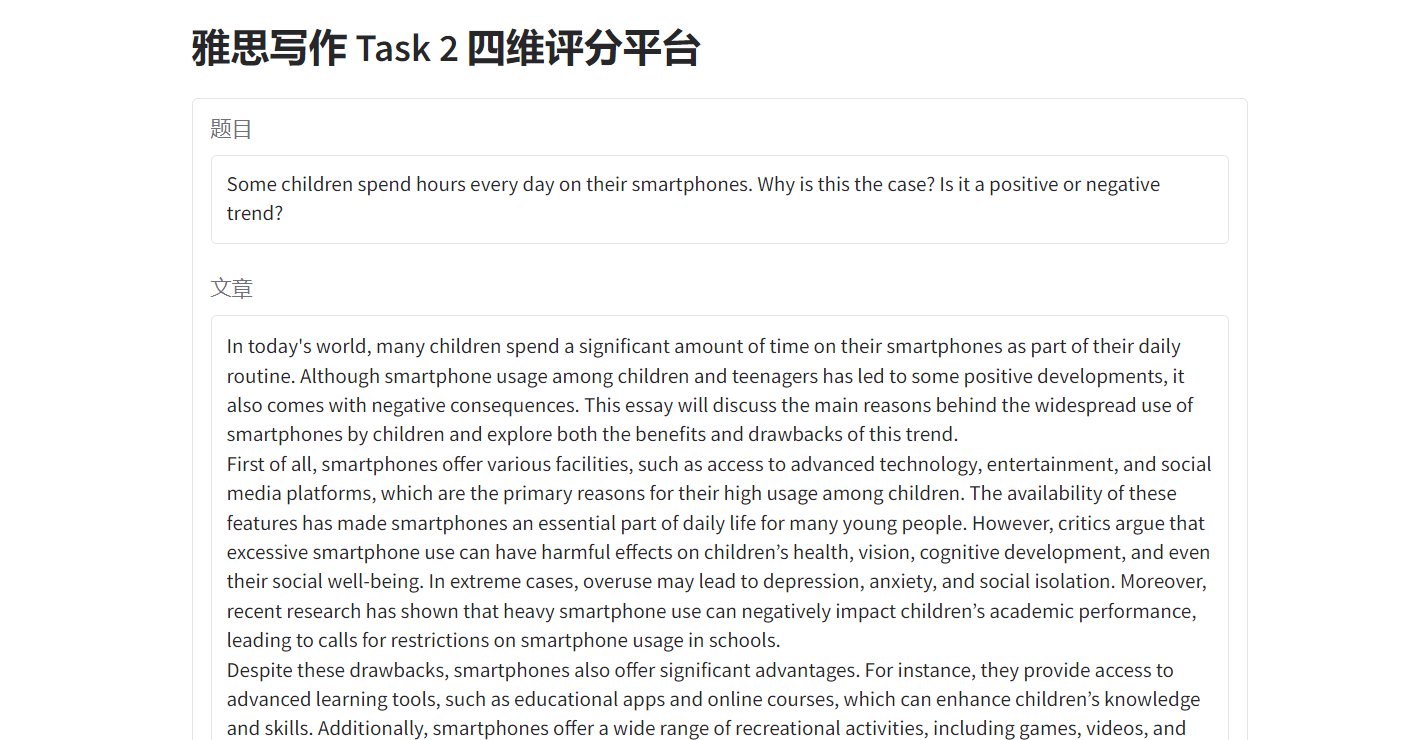 雅思写作 Task 2 四维评分平台
题目
Some children spend hours every day on their smartphones. Why is this the case? Is it a positive or negative
trend?
文章
In today's world, many children spend a significant amount of time on their smartphones as part of their daily
routine. Although smartphone usage among children and teenagers has led to some positive developments, it
also comes with negative consequences. This essay will discuss the main reasons behind the widespread use of
smartphones by children and explore both the benefits and drawbacks of this trend.
First of all, smartphones offer various facilities, such as access to advanced technology, entertainment, and social
media platforms, which are the primary reasons for their high usage among children. The availability of these
features has made smartphones an essential part of daily life for many young people. However, critics argue that
excessive smartphone use can have harmful effects on children’s health, vision, cognitive development, and even
their social well-being. In extreme cases, overuse may lead to depression, anxiety, and social isolation. Moreover,
recent research has shown that heavy smartphone use can negatively impact children’s academic performance,
leading to calls for restrictions on smartphone usage in schools.
Despite these drawbacks, smartphones also offer significant advantages. For instance, they provide access to
advanced learning tools, such as educational apps and online courses, which can enhance children’s knowledge
and skills. Additionally, smartphones offer a wide range of recreational activities, including games, videos, and